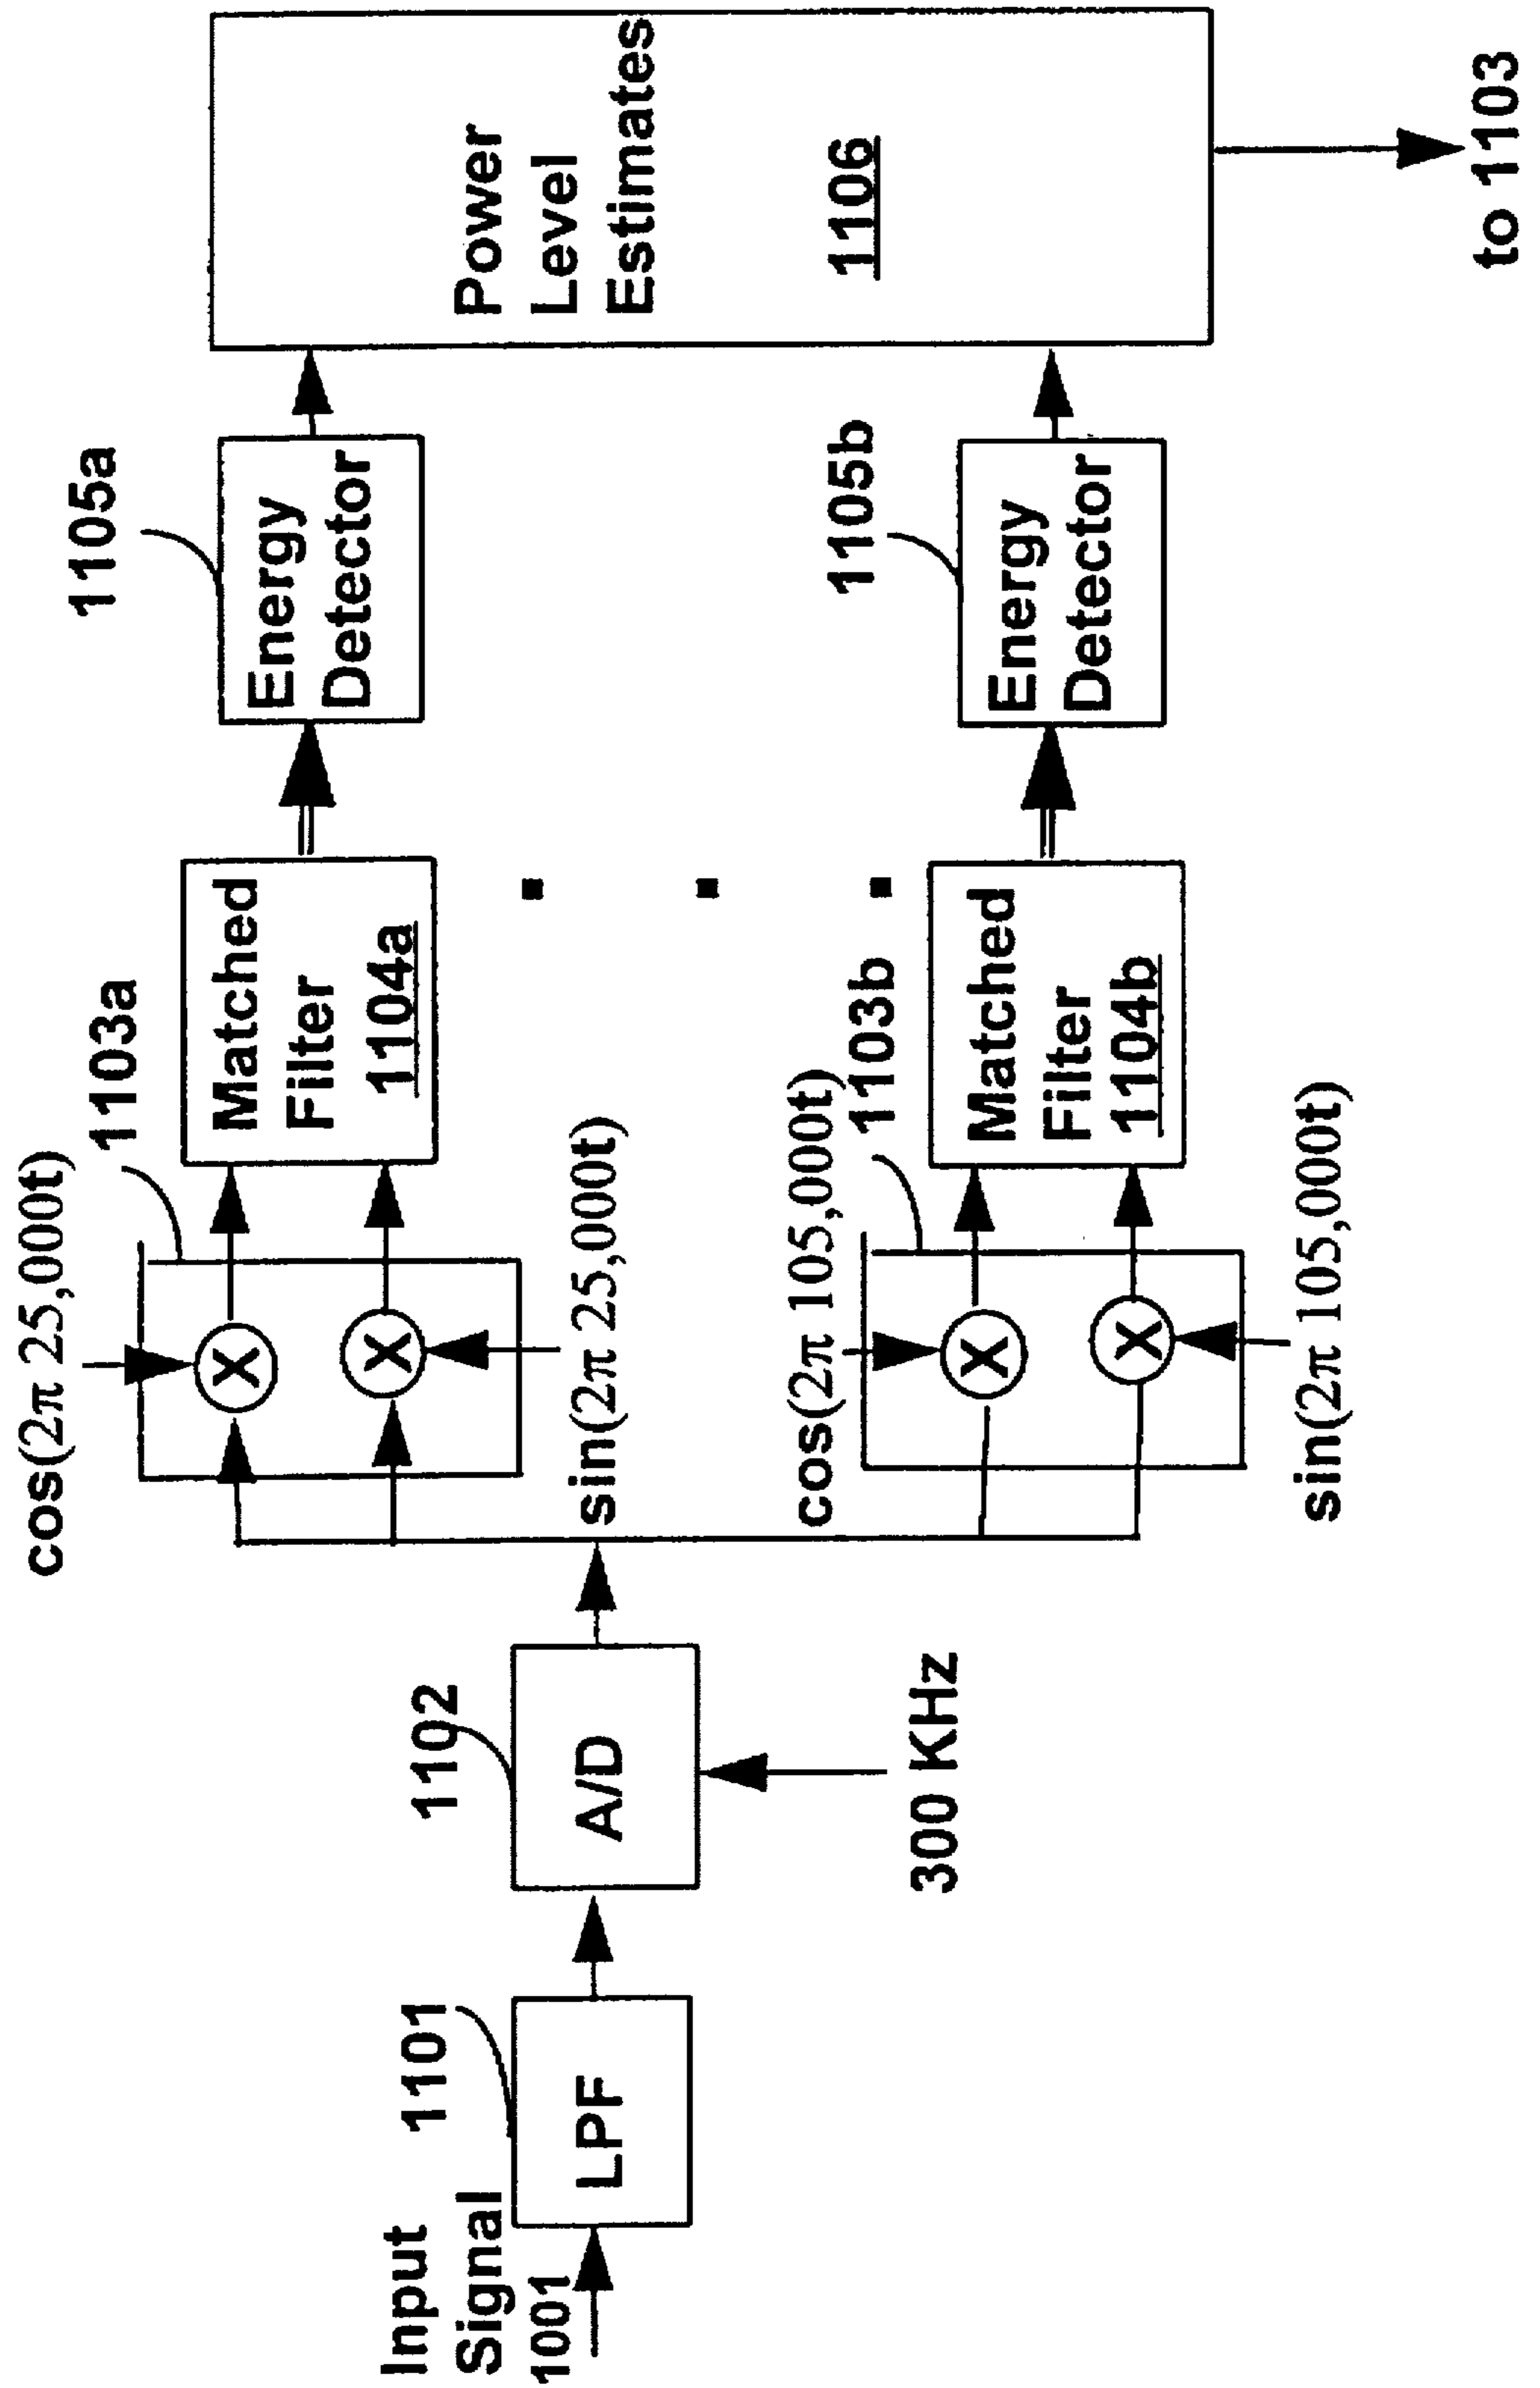 Input
Signal
1001
1101
LPF
1102
A/D
300 KHz
cos(2π 25,000t)
1103a
sin(2π 25,000t)
Matched
Filter
1104a
1105a
Energy
Detector
cos(2π 105,000t)
1103b
sin(2π 105,000t)
Matched
Filter
1104b
1105b
Energy
Detector
Power
Level
Estimates
1106
to 1103
X
X
X
X